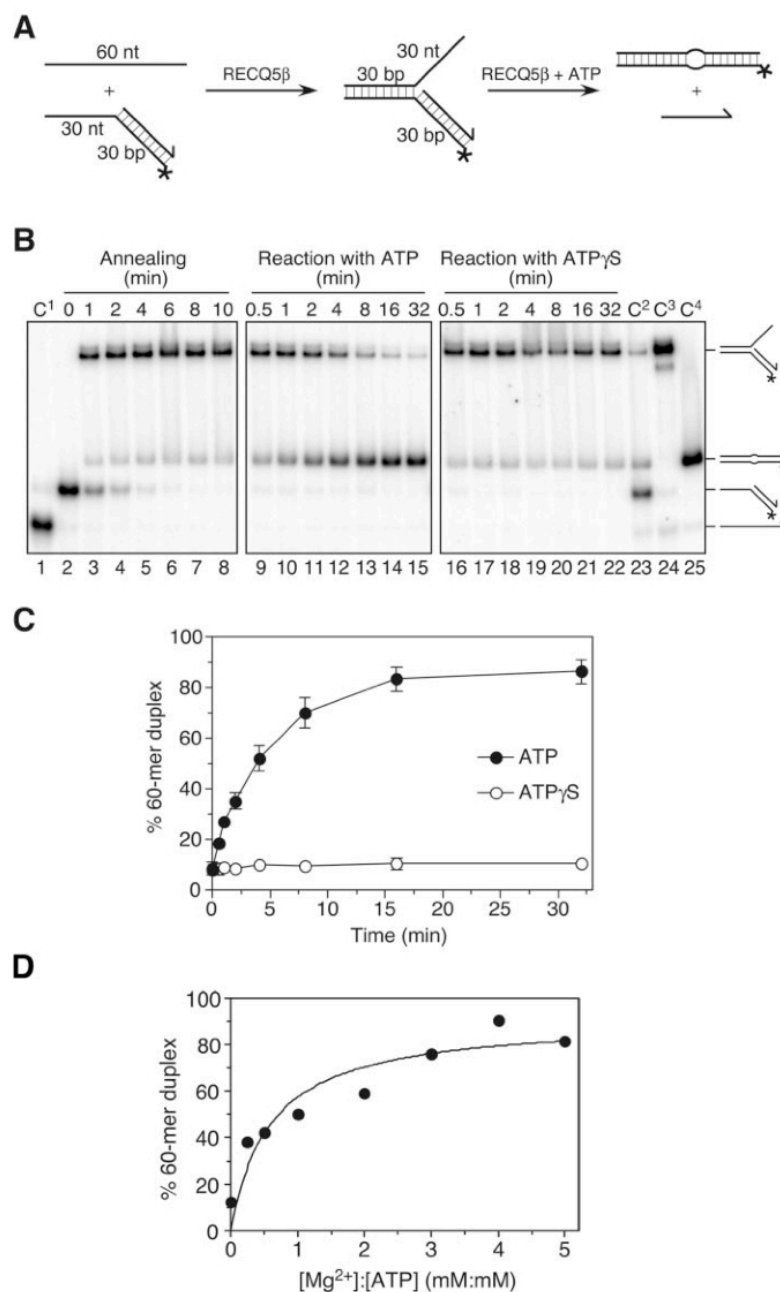 A
60 nt
+
30 nt
30 bp
*
RECQ5β
30 nt
30 bp
30 bp
*
RECQ5β + ATP
*
+
B
Annealing
(min)
Reaction with ATP
(min)
Reaction with ATPγS
(min)
C1 0 1 2 4 6 8 10
0.5 1 2 4 8 16 32
0.5 1 2 4 8 16 32 C2 C3 C4
*
*
1 2 3 4 5 6 7 8
9 10 11 12 13 14 15
16 17 18 19 20 21 22 23 24 25
C
% 60-mer duplex
100
80
60
40
20
0
ATP
ATPγS
0 5 10 15 20 25 30
Time (min)
D
% 60-mer duplex
100
80
60
40
20
0
0 1 2 3 4 5
[Mg2+]:[ATP] (mM:mM)